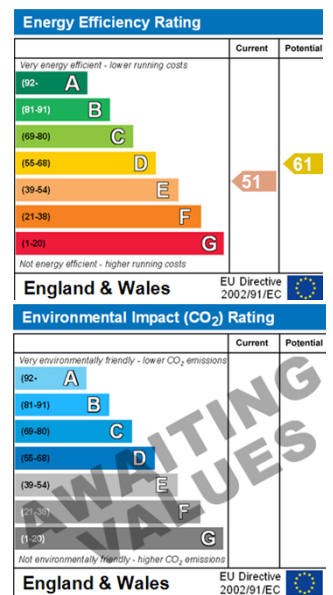 Energy Efficiency Rating
Current Potential
Very energy efficient - lower running costs
(92- A
(81-91) B
(69-80) C
(55-68) D
(39-54) E
(21-38) F
(1-20) G
51
61
Not energy efficient - higher running costs
England & Wales
EU Directive
2002/91/EC
Environmental Impact (CO₂) Rating
Current Potential
Very environmentally friendly - lower CO₂ emissions
(92- A
(81-91) B
(69-80) C
(55-68) D
(39-54) E
(21-38) F
(1-20) G
AWAITING
VALUES
Not environmentally friendly - higher CO₂ emissions
England & Wales
EU Directive
2002/91/EC